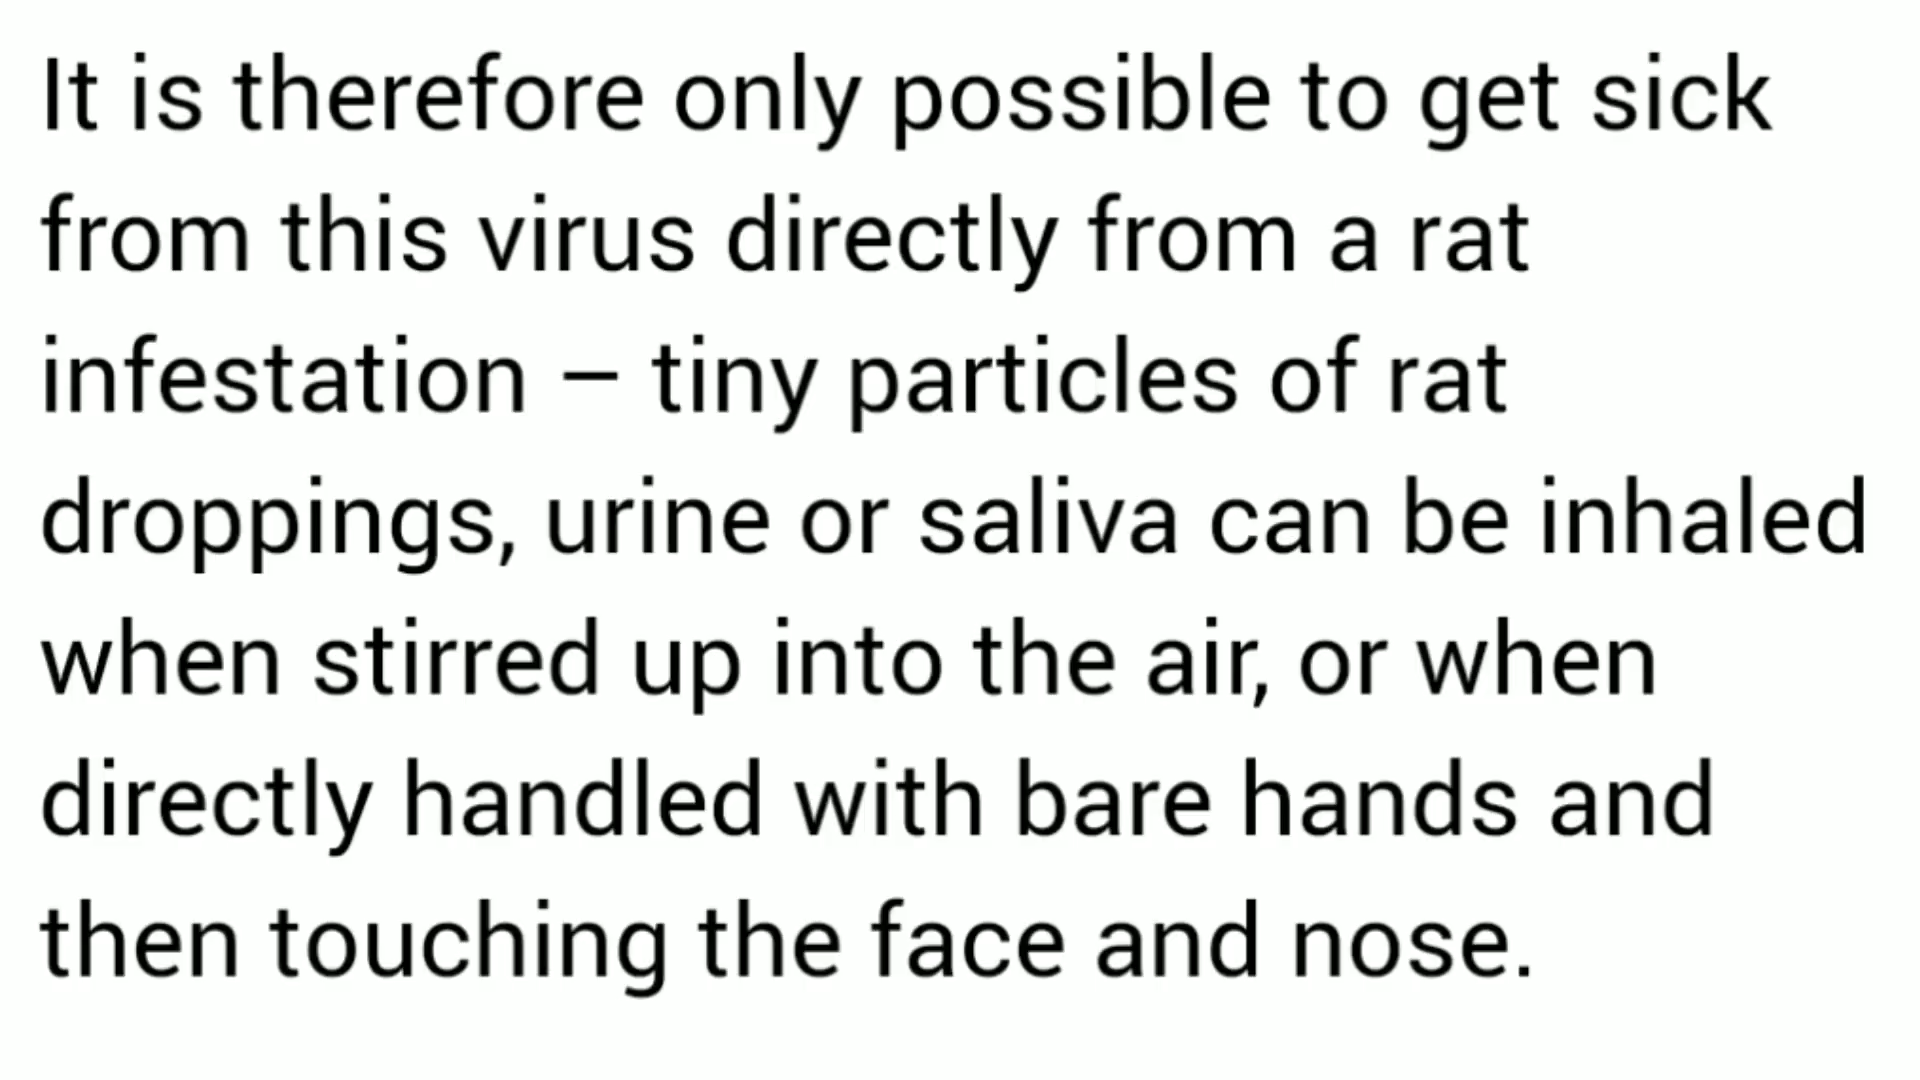 It is therefore only possible to get sick
from this virus directly from a rat
infestation – tiny particles of rat
droppings, urine or saliva can be inhaled
when stirred up into the air, or when
directly handled with bare hands and
then touching the face and nose.